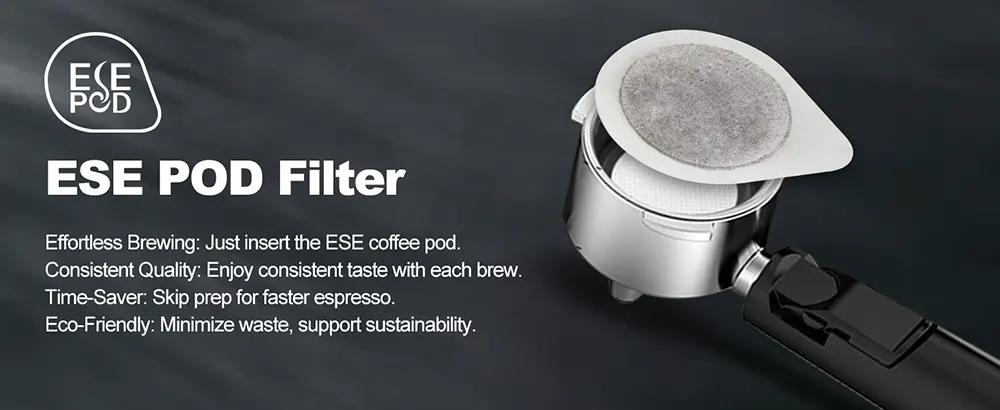 ESE
POD
ESE POD Filter
Effortless Brewing: Just insert the ESE coffee pod.
Consistent Quality: Enjoy consistent taste with each brew.
Time-Saver: Skip prep for faster espresso.
Eco-Friendly: Minimize waste, support sustainability.